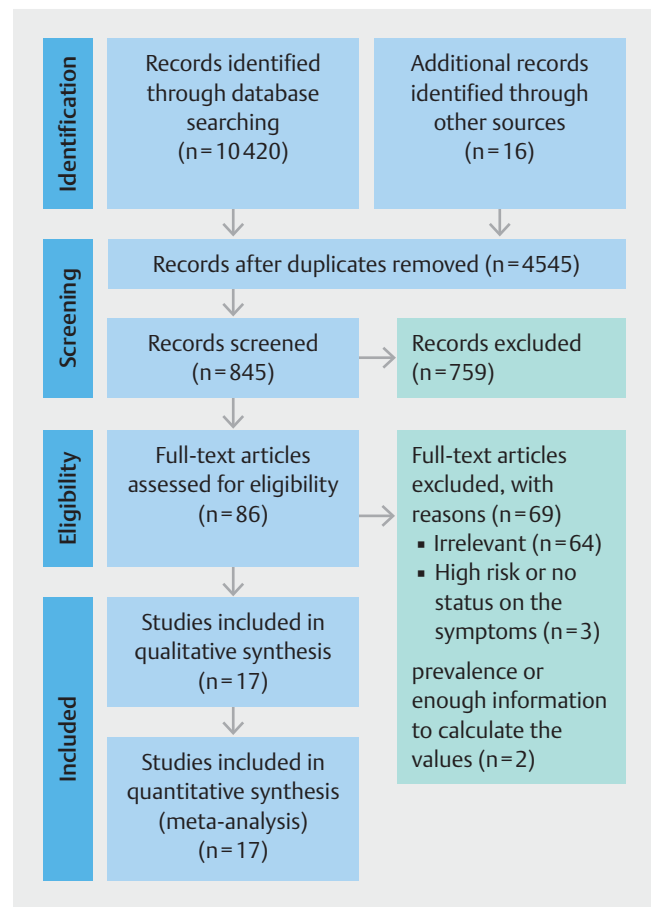 Identification
Records identified
through database
searching
(n=10420)
Additional records
identified through
other sources
(n=16)
Screening
Records after duplicates removed (n=4545)
Records screened
(n=845)
Records excluded
(n=759)
Eligibility
Full-text articles
assessed for eligibility
(n=86)
Full-text articles
excluded, with
reasons (n=69)
▪ Irrelevant (n=64)
▪ High risk or no
status on the
symptoms (n=3)
prevalence or
enough information
to calculate the
values (n=2)
Included
Studies included in
qualitative synthesis
(n=17)
Studies included in
quantitative synthesis
(meta-analysis)
(n=17)